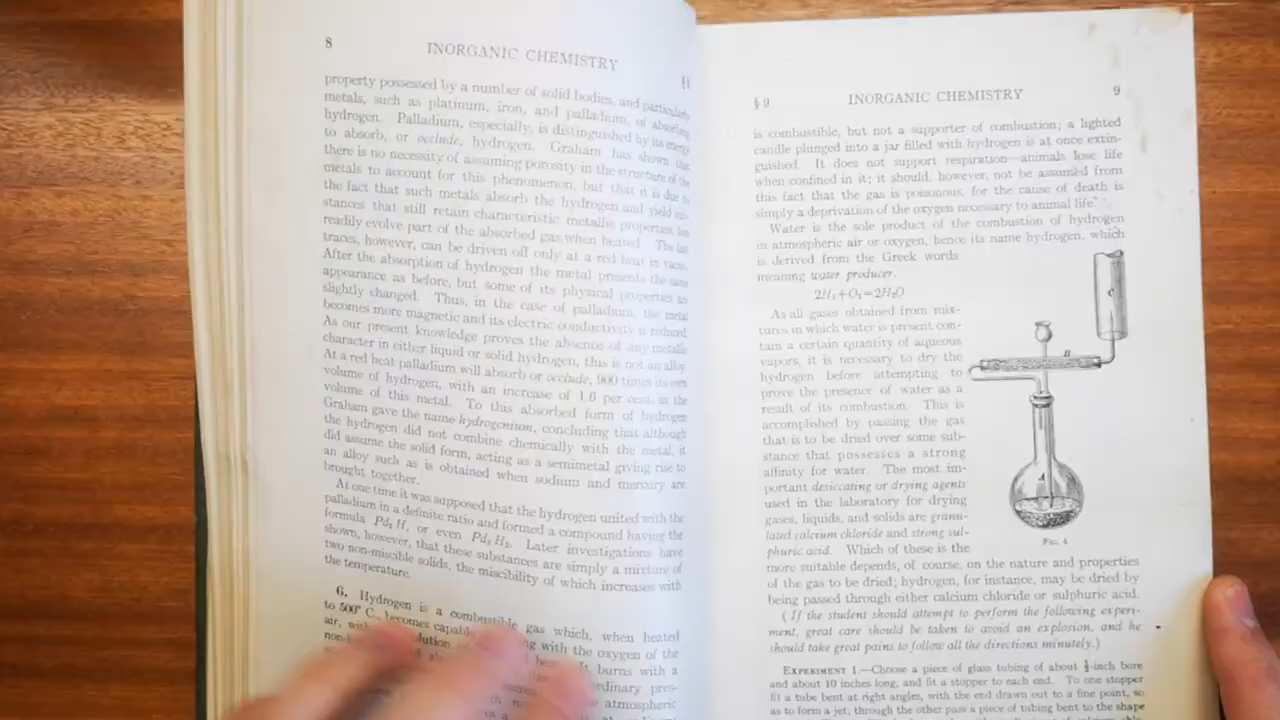 8
INORGANIC CHEMISTRY
property possessed by a number of solid bodies, and particularly
metals, such as platinum, iron, and palladium, of absorbing
hydrogen. Palladium, especially, is distinguished by its energy
to absorb, or occlude, hydrogen. Graham has shown that
there is no necessity of assuming porosity in the structure of the
metals to account for this phenomenon, but that it is due to
the fact that such metals absorb the hydrogen and yield sub-
stances that still retain characteristic metallic properties, but
readily evolve part of the absorbed gas when heated. The last
traces, however, can be driven off only at a red heat in vacuo.
After the absorption of hydrogen the metal presents the same
appearance as before, but some of its physical properties are
slightly changed. Thus, in the case of palladium, the metal
becomes more magnetic and its electric conductivity is reduced.
As our present knowledge proves the absence of any metallic
character in either liquid or solid hydrogen, this is not an alloy.
At a red heat palladium will absorb or occlude, 900 times its own
volume of hydrogen, with an increase of 1.6 per cent. in the
volume of this metal. To this absorbed form of hydrogen
Graham gave the name hydrogenium, concluding that although
the hydrogen did not combine chemically with the metal, it
did assume the solid form, acting as a semimetal giving rise to
an alloy such as is obtained when sodium and mercury are
brought together.
At one time it was supposed that the hydrogen united with the
palladium in a definite ratio and formed a compound having the
formula Pd₂H, or even Pd₃H₂. Later investigations have
shown, however, that these substances are simply a mixture of
two non-miscible solids, the miscibility of which increases with
the temperature.
6. Hydrogen is a combustible gas which, when heated
to 500° C., becomes with the oxygen of the
air, burns with a
ordinary pres-
atmospheric
§ 9
INORGANIC CHEMISTRY
9
is combustible, but not a supporter of combustion; a lighted
candle plunged into a jar filled with hydrogen is at once extin-
guished. It does not support respiration—animals lose life
when confined in it; it should, however, not be assumed from
this fact that the gas is poisonous, for the cause of death is
simply a deprivation of the oxygen necessary to animal life.
Water is the sole product of the combustion of hydrogen
in atmospheric air or oxygen, hence its name hydrogen, which
is derived from the Greek words
meaning water producer.
2H₂+O₂=2H₂O
As all gases obtained from mix-
tures in which water is present con-
tain a certain quantity of aqueous
vapors, it is necessary to dry the
hydrogen before attempting to
prove the presence of water as a
result of its combustion. This is
accomplished by passing the gas
that is to be dried over some sub-
stance that possesses a strong
affinity for water. The most im-
portant desiccating or drying agents
used in the laboratory for drying
gases, liquids, and solids are granu-
lated calcium chloride and strong sul-
phuric acid. Which of these is the
C
B
A
FIG. 4
more suitable depends, of course, on the nature and properties
of the gas to be dried; hydrogen, for instance, may be dried by
being passed through either calcium chloride or sulphuric acid.
(If the student should attempt to perform the following experi-
ment, great care should be taken to avoid an explosion, and he
should take great pains to follow all the directions minutely.)
EXPERIMENT 1.—Choose a piece of glass tubing of about ½-inch bore
and about 10 inches long, and fit a stopper to each end. To one stopper
fit a tube bent at right angles, with the end drawn out to a fine point, so
as to form a jet; through the other pass a piece of tubing bent to the shape